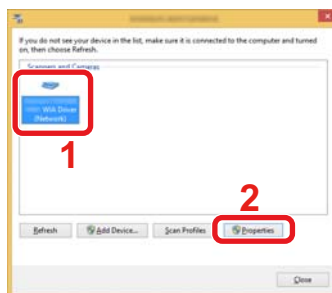 If you do not see your device in the list, make sure it is connected to the computer and turned
on, then choose Refresh.
Scanners and Cameras
WIA Driver
(Network)
1
2
Refresh
Add Device...
Scan Profiles
Properties
Close